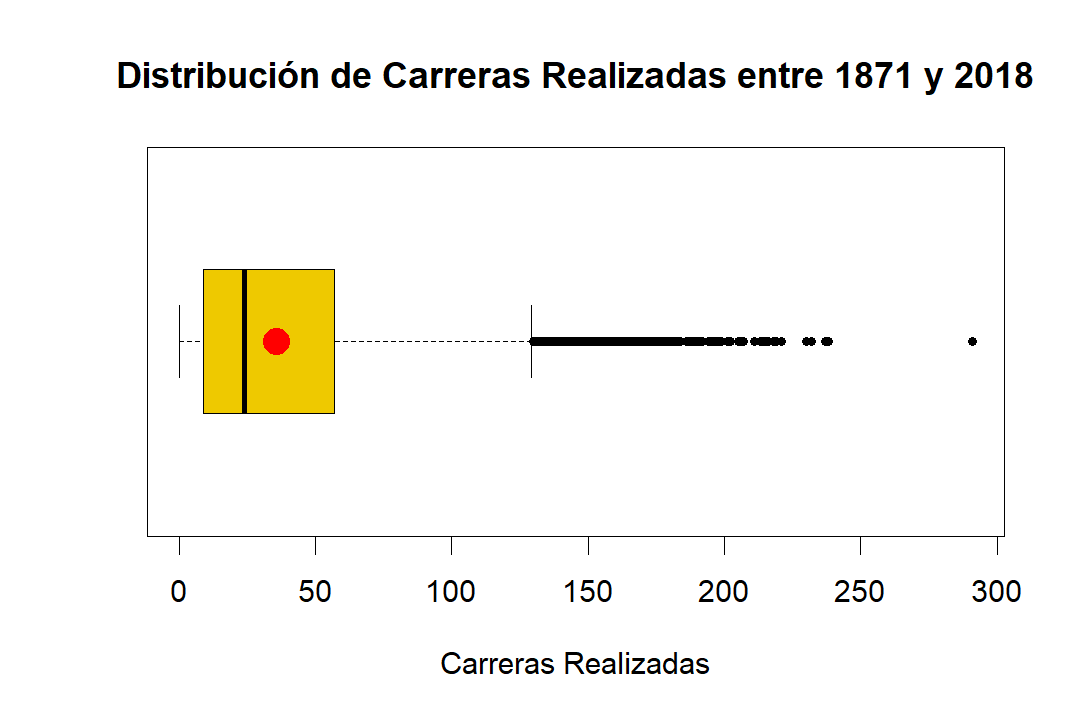 Distribución de Carreras Realizadas entre 1871 y 2018
0 50 100 150 200 250 300
Carreras Realizadas